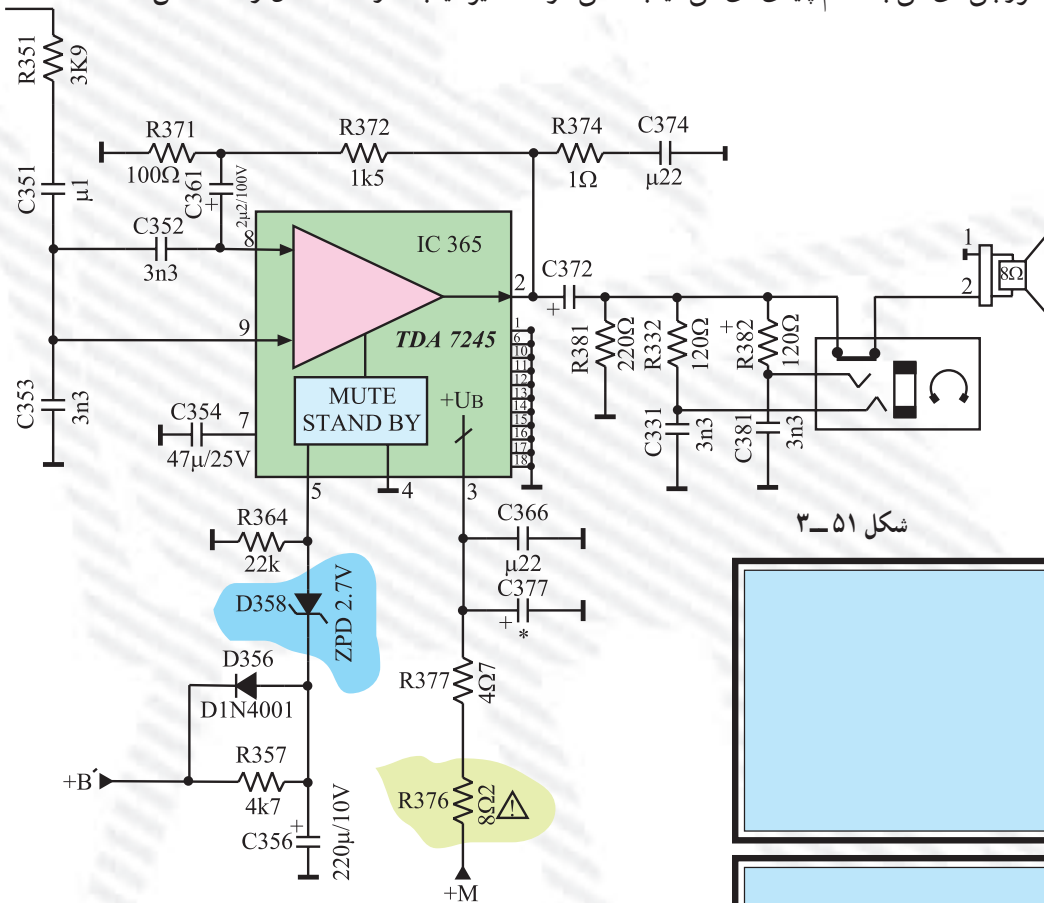 R351
3K9
C351
μ1
R371
100Ω
C361
+
2μ2/100V
R372
1k5
R374
1Ω
C374
μ22
C352
3n3
8
9
IC 365
TDA 7245
2
C372
+
1
6
10
11
12
13
14
15
16
17
18
MUTE
STAND BY
+UB
C353
3n3
C354
47μ/25V
7
5
4
3
R381
220Ω
R332
120Ω
+
R382
120Ω
C331
3n3
C381
3n3
1
2
8Ω
شکل ۵۱ــ۳
R364
22k
D358
ZPD 2.7V
D356
D1N4001
+B´
R357
4k7
+
C356
220μ/10V
C366
μ22
C377
+
*
R377
4Ω7
R376
8Ω2
+M